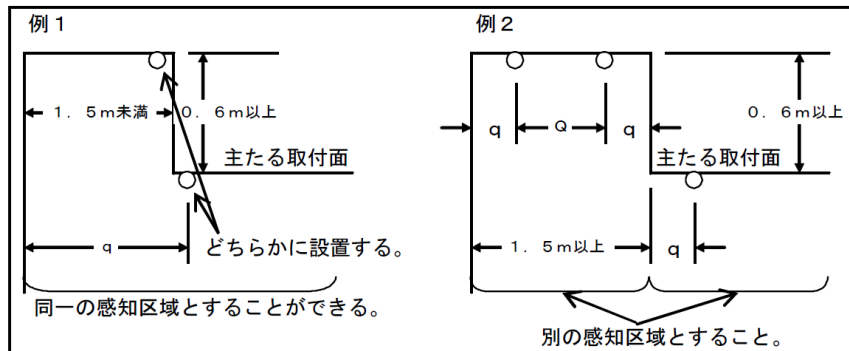 例１
１．５ｍ未満
０．６ｍ以上
主たる取付面
q
どちらかに設置する。
同一の感知区域とすることができる。
例２
０．６ｍ以上
q
Q
q
主たる取付面
１．５ｍ以上
q
別の感知区域とすること。